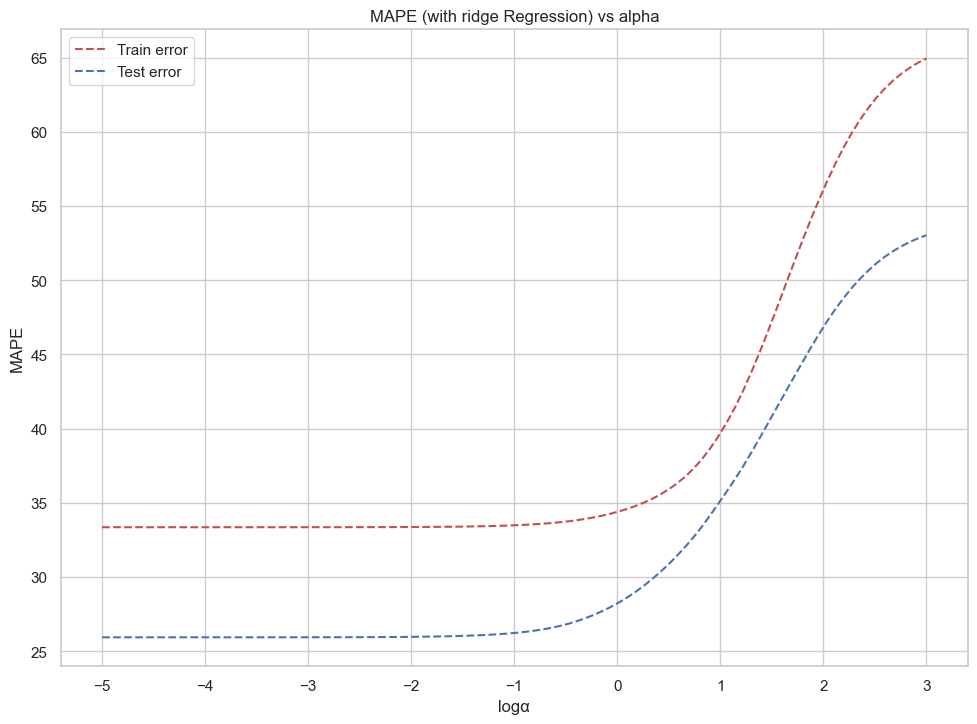 MAPE (with ridge Regression) vs alpha
Train error
Test error
65
60
55
50
45
40
35
30
25
MAPE
−5 −4 −3 −2 −1 0 1 2 3
logα